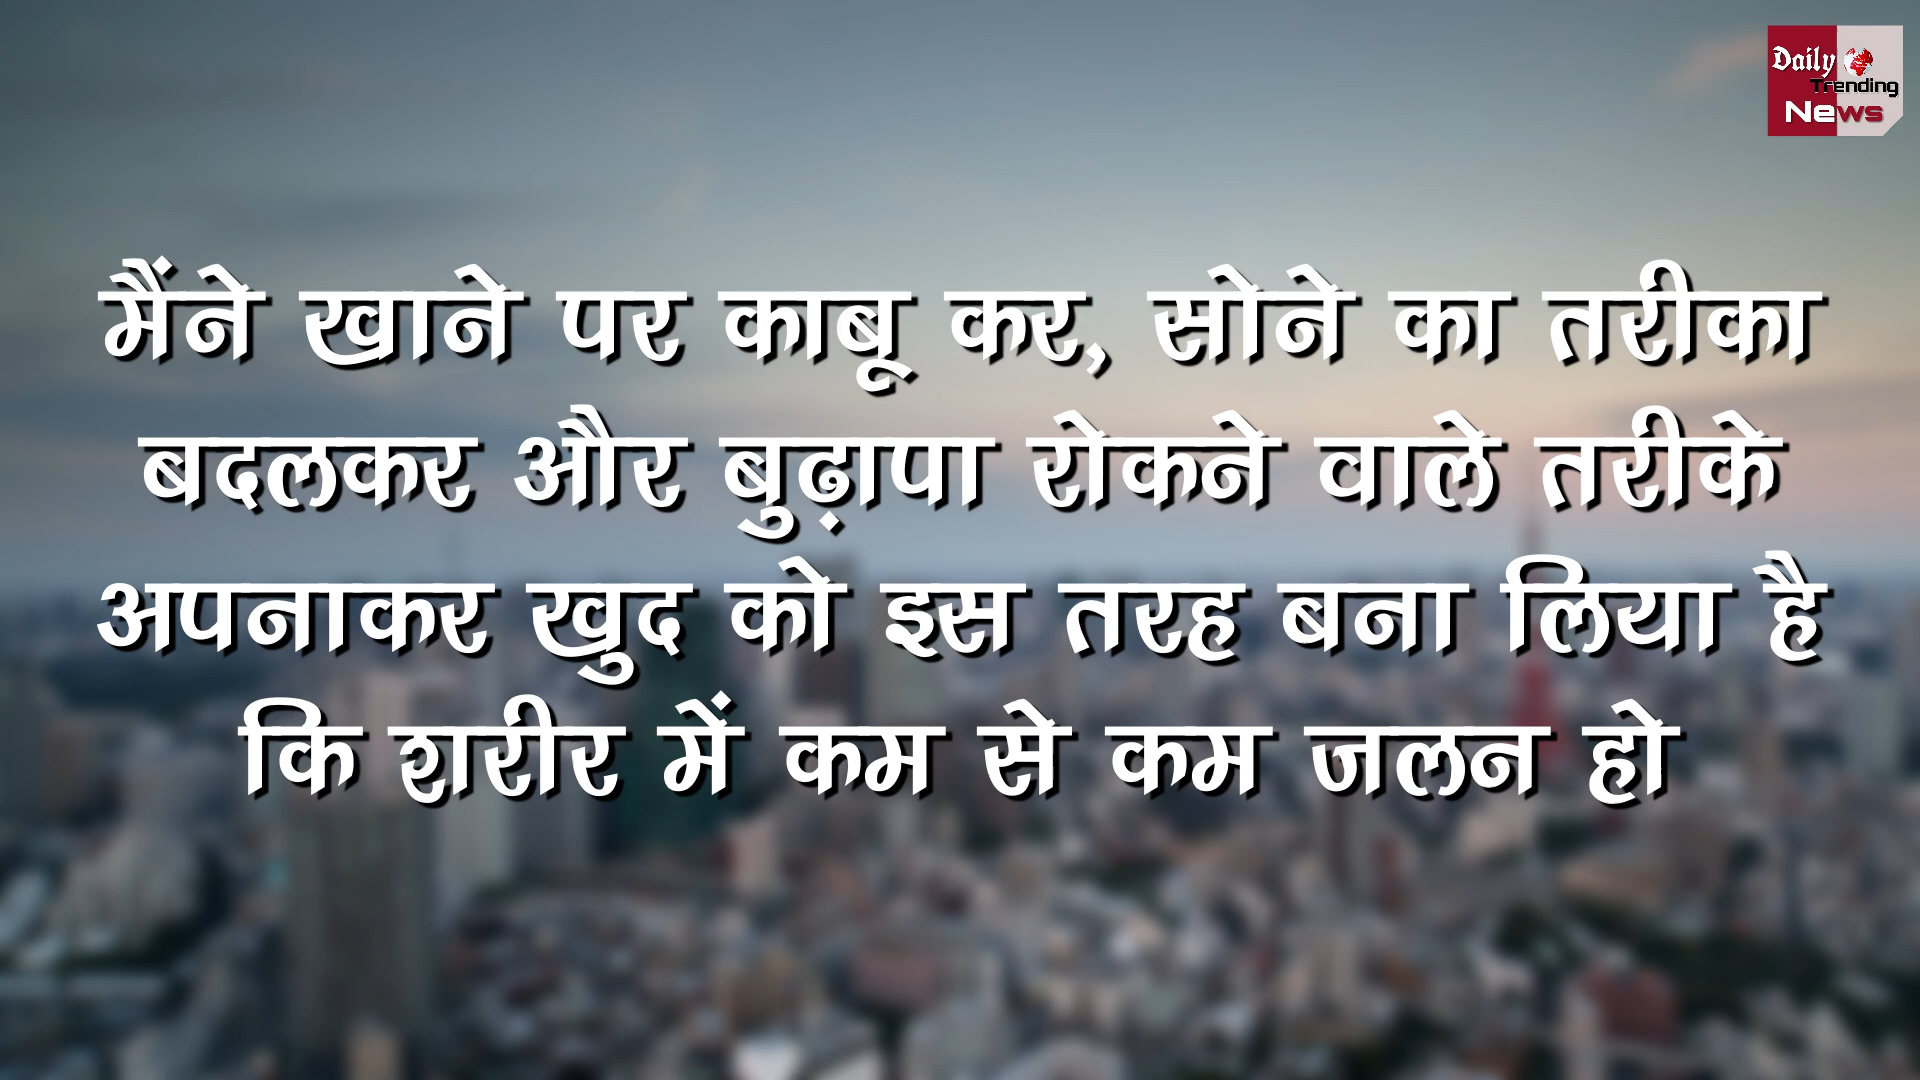 Daily
Trending
News
मैंने खाने पर काबू कर, सोने का तरीका
बदलकर और बुढ़ापा रोकने वाले तरीके
अपनाकर खुद को इस तरह बना लिया है
कि शरीर में कम से कम जलन हो